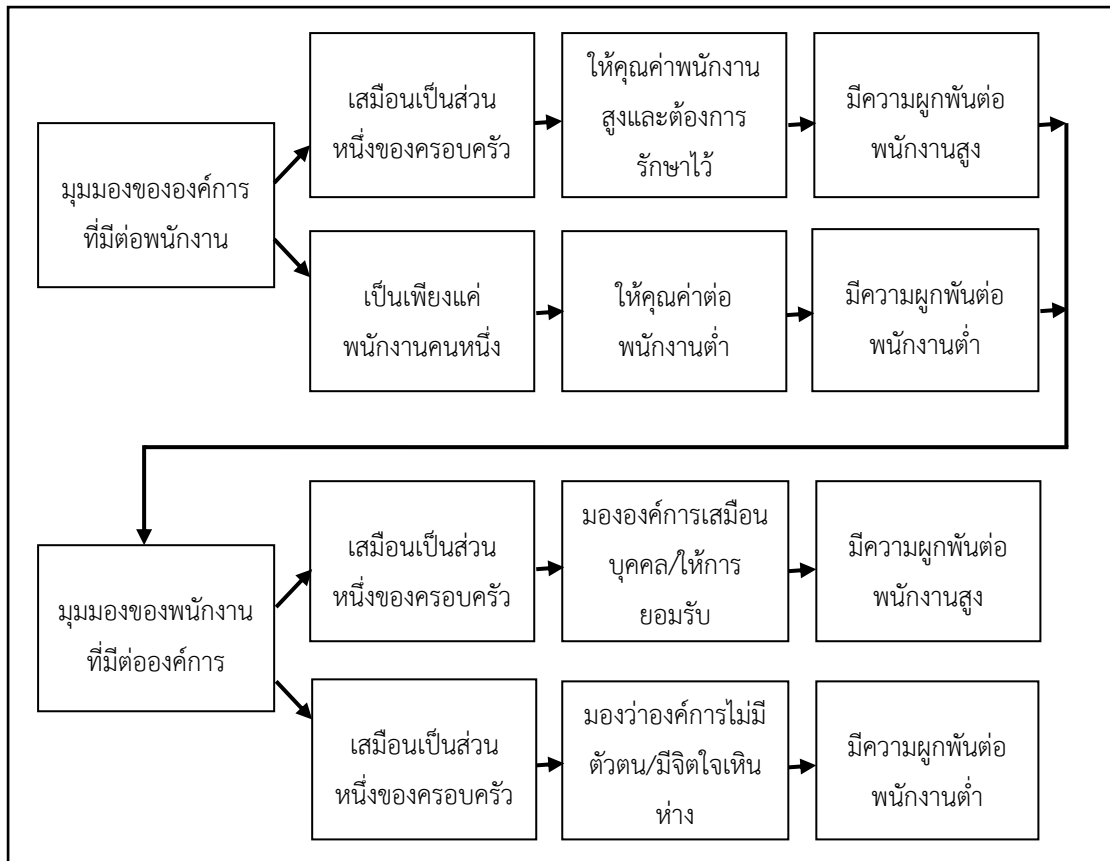 มุมมองขององค์การ
ที่มีต่อพนักงาน
เสมือนเป็นส่วน
หนึ่งของครอบครัว
ให้คุณค่าพนักงาน
สูงและต้องการ
รักษาไว้
มีความผูกพันต่อ
พนักงานสูง
เป็นเพียงแค่
พนักงานคนหนึ่ง
ให้คุณค่าต่อ
พนักงานต่ำ
มีความผูกพันต่อ
พนักงานต่ำ
มุมมองของพนักงาน
ที่มีต่อองค์การ
เสมือนเป็นส่วน
หนึ่งของครอบครัว
มององค์การเสมือน
บุคคล/ให้การ
ยอมรับ
มีความผูกพันต่อ
พนักงานสูง
เสมือนเป็นส่วน
หนึ่งของครอบครัว
มองว่าองค์การไม่มี
ตัวตน/มีจิตใจเหิน
ห่าง
มีความผูกพันต่อ
พนักงานต่ำ